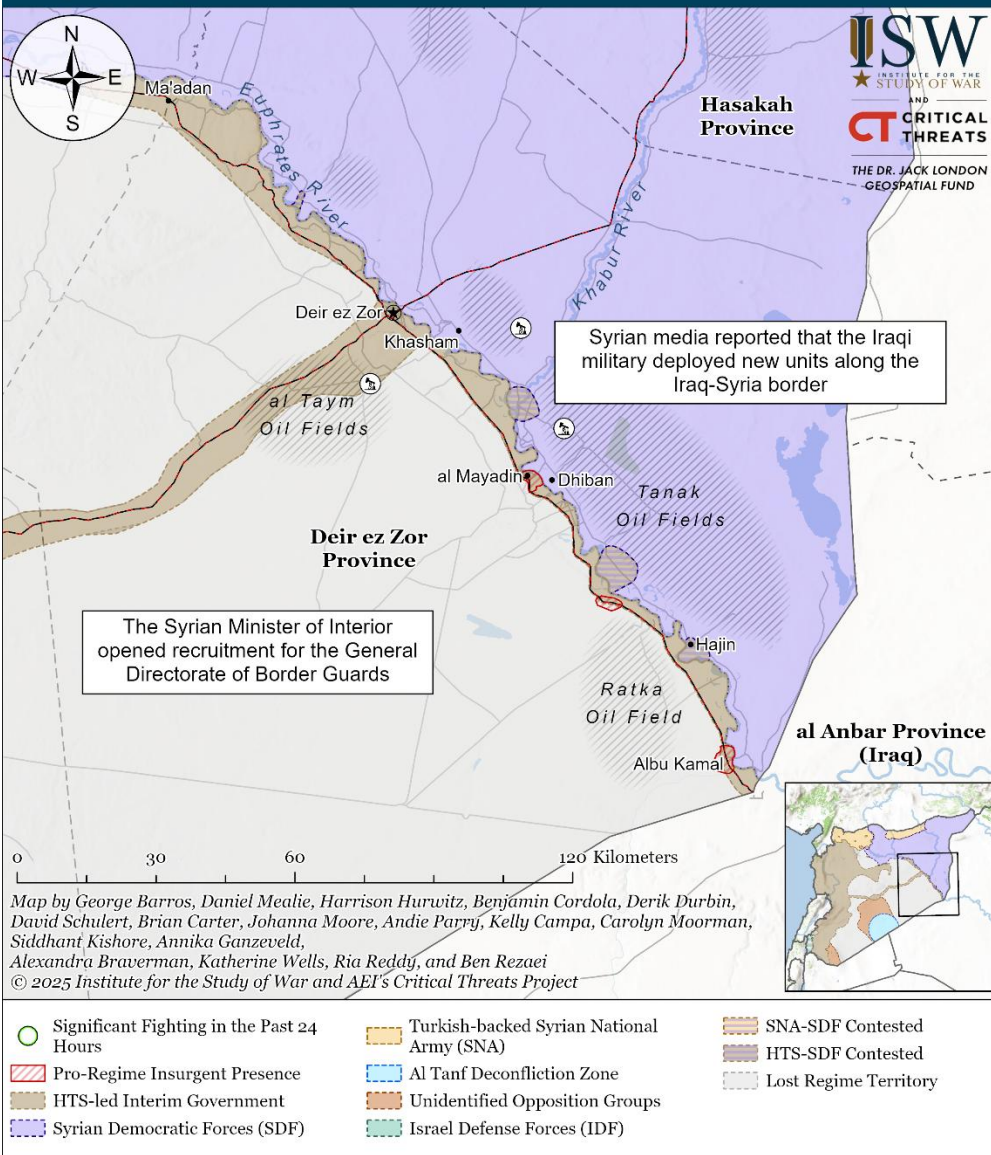 N
W
E
S
ISW
INSTITUTE FOR THE
STUDY OF WAR
AND
CT CRITICAL
THREATS
THE DR. JACK LONDON
GEOSPATIAL FUND
Ma'adan
Euphrates River
Hasakah
Province
Khabur River
Deir ez Zor
Khasham
Syrian media reported that the Iraqi
military deployed new units along the
Iraq-Syria border
al Taym
Oil Fields
al Mayadin
Dhiban
Tanak
Oil Fields
Deir ez Zor
Province
The Syrian Minister of Interior
opened recruitment for the General
Directorate of Border Guards
Hajin
Ratka
Oil Field
al Anbar Province
(Iraq)
Albu Kamal
0 30 60 120 Kilometers
Map by George Barros, Daniel Mealie, Harrison Hurwitz, Benjamin Cordola, Derik Durbin,
David Schulert, Brian Carter, Johanna Moore, Andie Parry, Kelly Campa, Carolyn Moorman,
Siddhant Kishore, Annika Ganzeveld,
Alexandra Braverman, Katherine Wells, Ria Reddy, and Ben Rezaei
© 2025 Institute for the Study of War and AEI's Critical Threats Project
Significant Fighting in the Past 24
Hours
Pro-Regime Insurgent Presence
HTS-led Interim Government
Syrian Democratic Forces (SDF)
Turkish-backed Syrian National
Army (SNA)
Al Tanf Deconfliction Zone
Unidentified Opposition Groups
Israel Defense Forces (IDF)
SNA-SDF Contested
HTS-SDF Contested
Lost Regime Territory